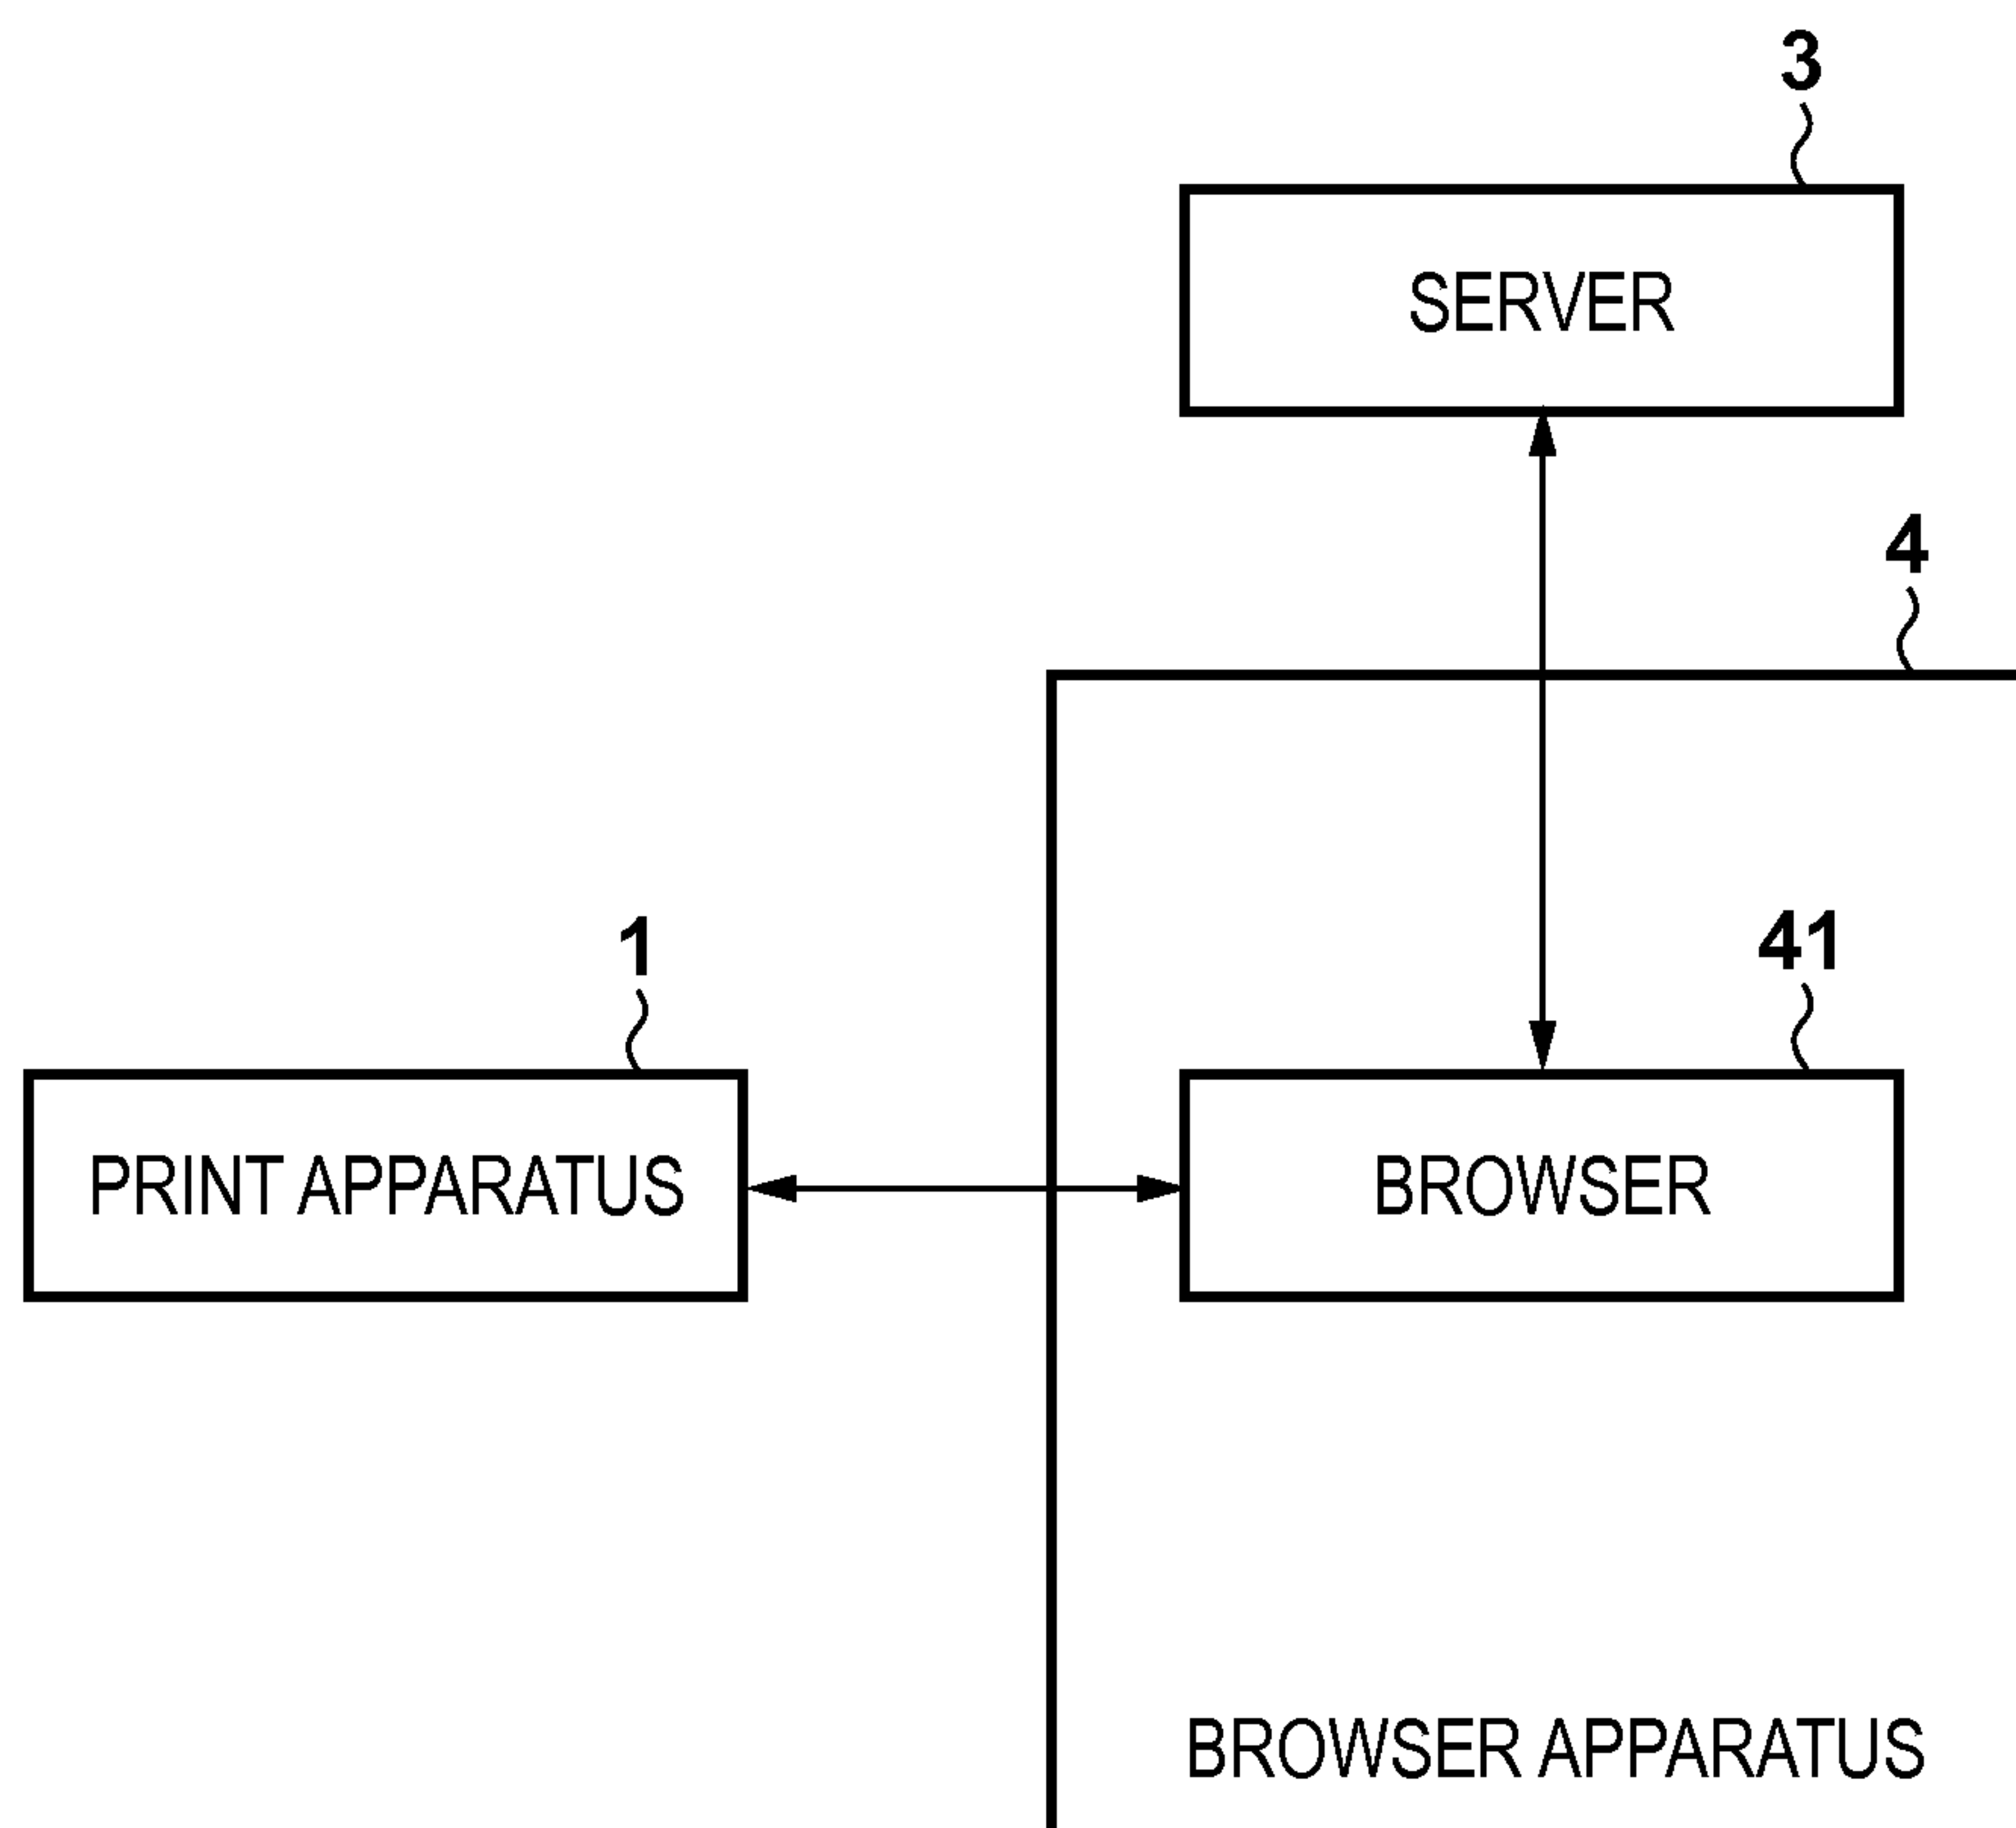 3
SERVER
4
1
41
PRINT APPARATUS
BROWSER
BROWSER APPARATUS